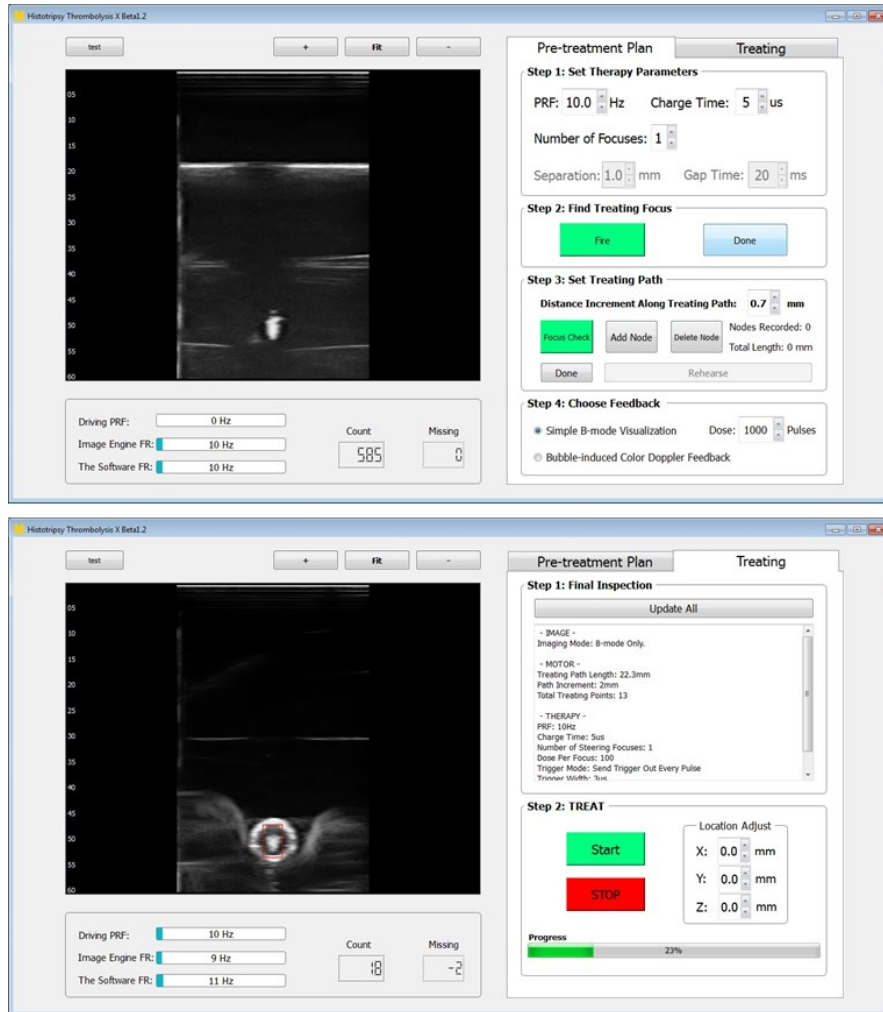 Histotripsy Thrombolysis X Beta1.2
test + Fit -
05
10
15
20
25
30
35
40
45
50
55
60
Driving PRF: 0 Hz
Image Engine FR: 10 Hz
The Software FR: 10 Hz
Count Missing
585 0
Pre-treatment Plan Treating
Step 1: Set Therapy Parameters
PRF: 10.0 Hz Charge Time: 5 us
Number of Focuses: 1
Separation: 1.0 mm Gap Time: 20 ms
Step 2: Find Treating Focus
Fire Done
Step 3: Set Treating Path
Distance Increment Along Treating Path: 0.7 mm
Focus Check Add Node Delete Node Nodes Recorded: 0
Total Length: 0 mm
Done Rehearse
Step 4: Choose Feedback
Simple B-mode Visualization Dose: 1000 Pulses
Bubble-induced Color Doppler Feedback
Histotripsy Thrombolysis X Beta1.2
test + Fit -
05
10
15
20
25
30
35
40
45
50
55
60
Driving PRF: 10 Hz
Image Engine FR: 9 Hz
The Software FR: 11 Hz
Count Missing
18 -2
Pre-treatment Plan Treating
Step 1: Final Inspection
Update All
- IMAGE -
Imaging Mode: B-mode Only.
- MOTOR -
Treating Path Length: 22.3mm
Path Increment: 2mm
Total Treating Points: 13
- THERAPY -
PRF: 10Hz
Charge Time: 5us
Number of Steering Focuses: 1
Dose Per Focus: 100
Trigger Mode: Send Trigger Out Every Pulse
Trigger Width: 3us
Step 2: TREAT
Start
STOP
Location Adjust
X: 0.0 mm
Y: 0.0 mm
Z: 0.0 mm
Progress
23%